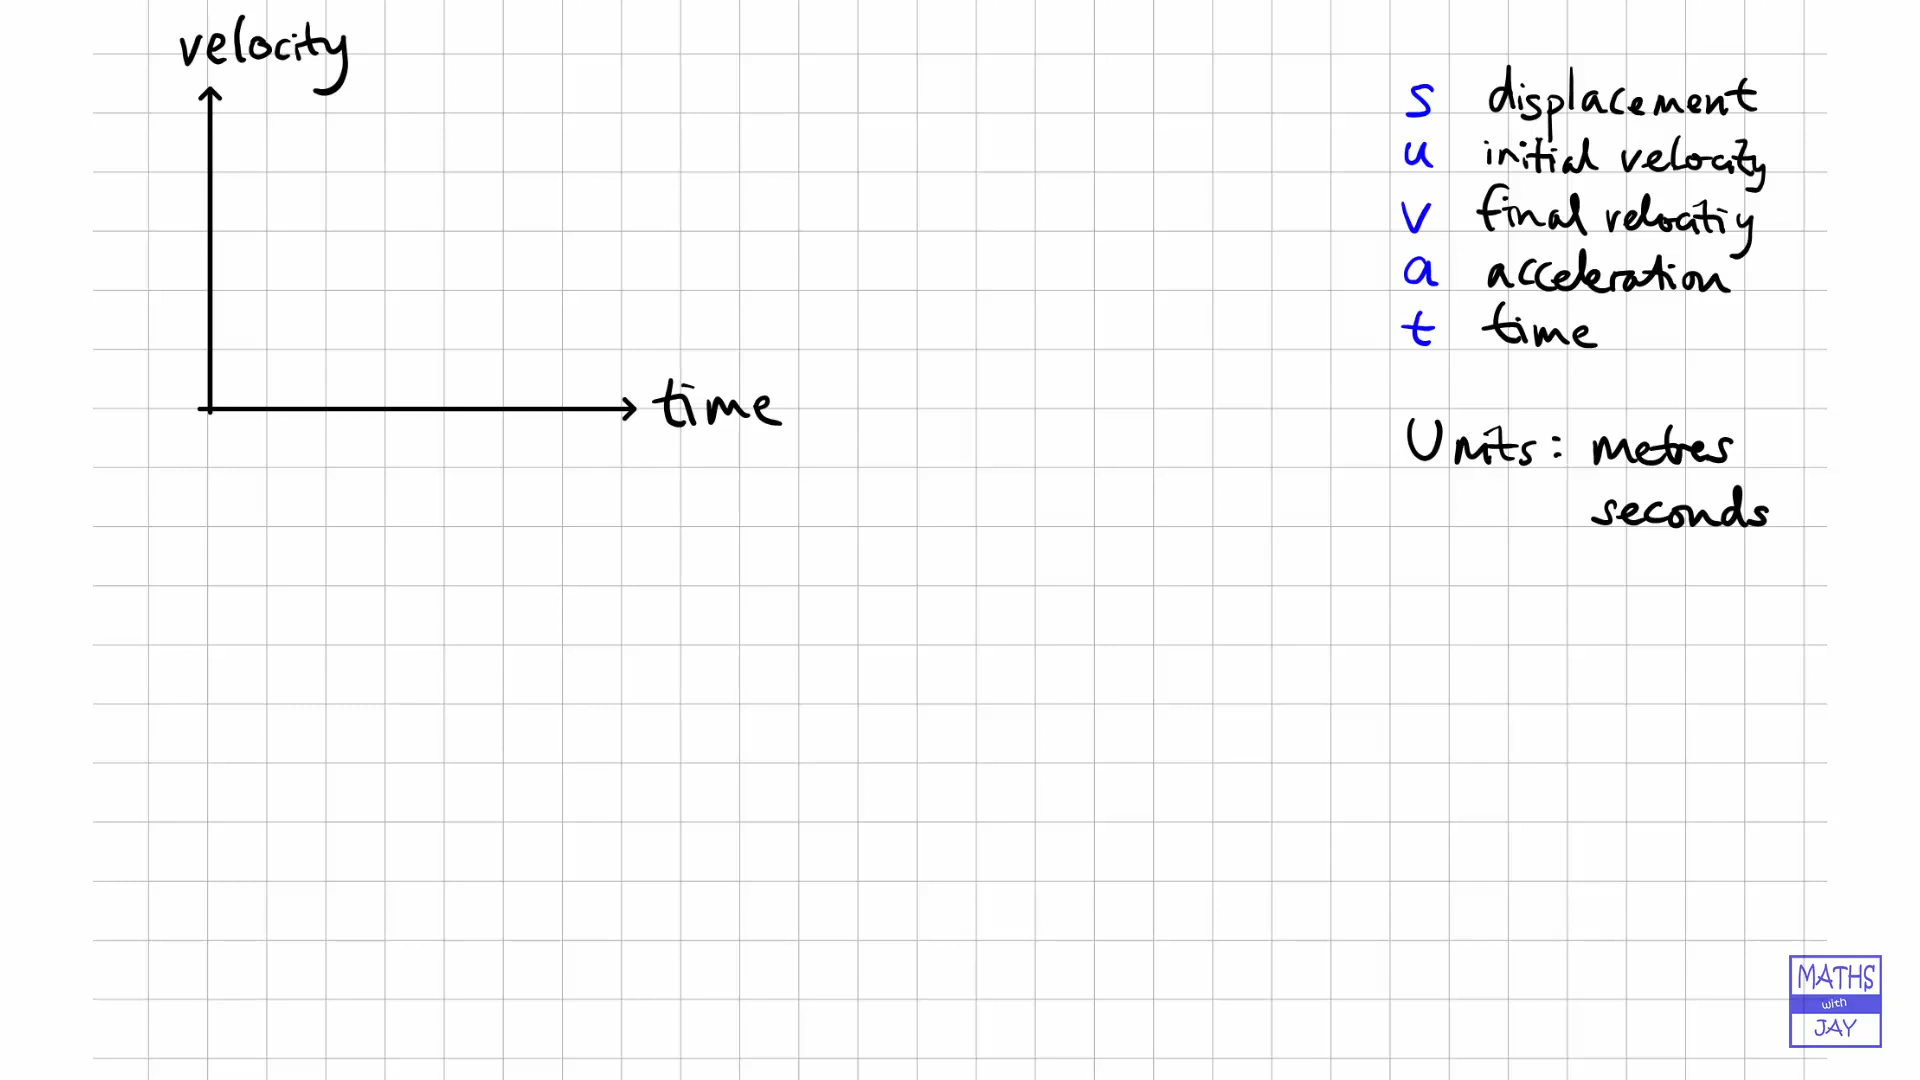 velocity
time
s displacement
u initial velocity
v final velocity
a acceleration
t time
Units: metres
seconds
MATHS
with
JAY